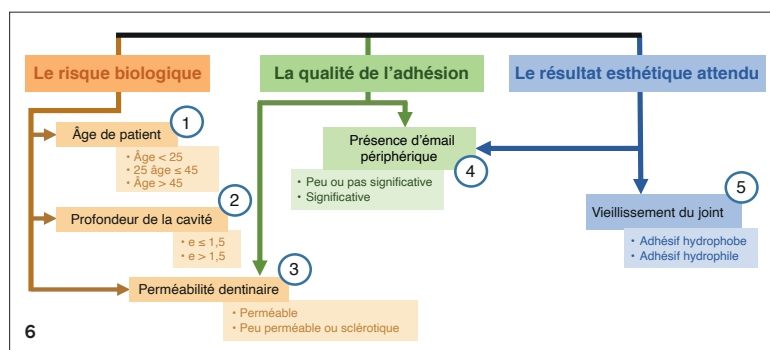 Le risque biologique
La qualité de l'adhésion
Le résultat esthétique attendu
1
Âge de patient
• Âge < 25
• 25 âge ≤ 45
• Âge > 45
2
Profondeur de la cavité
• e ≤ 1,5
• e > 1,5
3
Perméabilité dentinaire
• Perméable
• Peu perméable ou sclérotique
Présence d'émail
périphérique
4
• Peu ou pas significative
• Significative
5
Vieillissement du joint
• Adhésif hydrophobe
• Adhésif hydrophile
6